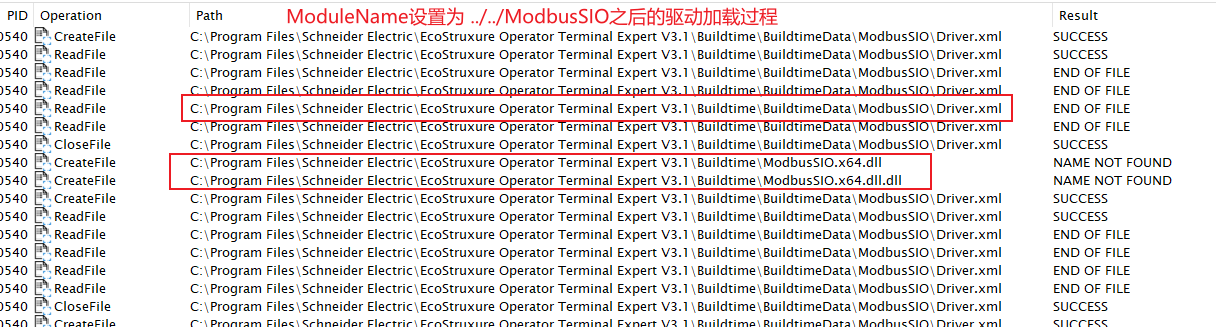 PID Operation Path ModuleName设置为 ../../ModbusSIO之后的驱动加载过程 Result
0540 CreateFile C:\Program Files\Schneider Electric\EcoStruxure Operator Terminal Expert V3.1\Buildtime\BuildtimeData\ModbusSIO\Driver.xml SUCCESS
0540 ReadFile C:\Program Files\Schneider Electric\EcoStruxure Operator Terminal Expert V3.1\Buildtime\BuildtimeData\ModbusSIO\Driver.xml SUCCESS
0540 ReadFile C:\Program Files\Schneider Electric\EcoStruxure Operator Terminal Expert V3.1\Buildtime\BuildtimeData\ModbusSIO\Driver.xml END OF FILE
0540 ReadFile C:\Program Files\Schneider Electric\EcoStruxure Operator Terminal Expert V3.1\Buildtime\BuildtimeData\ModbusSIO\Driver.xml END OF FILE
0540 ReadFile C:\Program Files\Schneider Electric\EcoStruxure Operator Terminal Expert V3.1\Buildtime\BuildtimeData\ModbusSIO\Driver.xml END OF FILE
0540 ReadFile C:\Program Files\Schneider Electric\EcoStruxure Operator Terminal Expert V3.1\Buildtime\BuildtimeData\ModbusSIO\Driver.xml END OF FILE
0540 CloseFile C:\Program Files\Schneider Electric\EcoStruxure Operator Terminal Expert V3.1\Buildtime\BuildtimeData\ModbusSIO\Driver.xml SUCCESS
0540 CreateFile C:\Program Files\Schneider Electric\EcoStruxure Operator Terminal Expert V3.1\Buildtime\ModbusSIO.x64.dll NAME NOT FOUND
0540 CreateFile C:\Program Files\Schneider Electric\EcoStruxure Operator Terminal Expert V3.1\Buildtime\ModbusSIO.x64.dll.dll NAME NOT FOUND
0540 CreateFile C:\Program Files\Schneider Electric\EcoStruxure Operator Terminal Expert V3.1\Buildtime\BuildtimeData\ModbusSIO\Driver.xml SUCCESS
0540 ReadFile C:\Program Files\Schneider Electric\EcoStruxure Operator Terminal Expert V3.1\Buildtime\BuildtimeData\ModbusSIO\Driver.xml SUCCESS
0540 ReadFile C:\Program Files\Schneider Electric\EcoStruxure Operator Terminal Expert V3.1\Buildtime\BuildtimeData\ModbusSIO\Driver.xml END OF FILE
0540 ReadFile C:\Program Files\Schneider Electric\EcoStruxure Operator Terminal Expert V3.1\Buildtime\BuildtimeData\ModbusSIO\Driver.xml END OF FILE
0540 ReadFile C:\Program Files\Schneider Electric\EcoStruxure Operator Terminal Expert V3.1\Buildtime\BuildtimeData\ModbusSIO\Driver.xml END OF FILE
0540 ReadFile C:\Program Files\Schneider Electric\EcoStruxure Operator Terminal Expert V3.1\Buildtime\BuildtimeData\ModbusSIO\Driver.xml END OF FILE
0540 CloseFile C:\Program Files\Schneider Electric\EcoStruxure Operator Terminal Expert V3.1\Buildtime\BuildtimeData\ModbusSIO\Driver.xml SUCCESS
0540 CreateFile C:\Program Files\Schneider Electric\EcoStruxure Operator Terminal Expert V3.1\Buildtime\BuildtimeData\ModbusSIO\Driver.xml SUCCESS